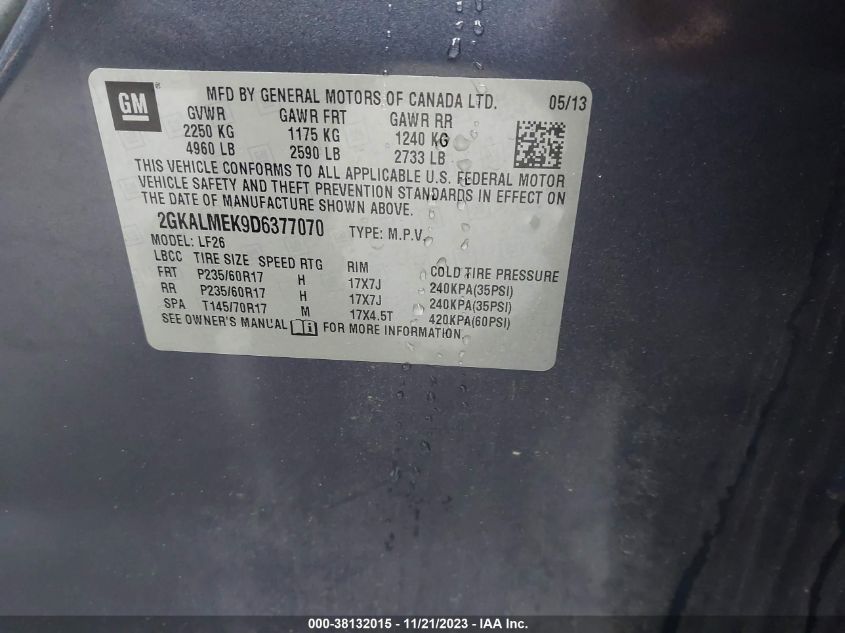 GM
MFD BY GENERAL MOTORS OF CANADA LTD. 05/13
GVWR GAWR FRT GAWR RR
2250 KG 1175 KG 1240 KG
4960 LB 2590 LB 2733 LB
THIS VEHICLE CONFORMS TO ALL APPLICABLE U.S. FEDERAL MOTOR
VEHICLE SAFETY AND THEFT PREVENTION STANDARDS IN EFFECT ON
THE DATE OF MANUFACTURE SHOWN ABOVE.
2GKALMEK9D6377070 TYPE: M.P.V.
MODEL: LF26
LBCC TIRE SIZE SPEED RTG RIM COLD TIRE PRESSURE
FRT P235/60R17 H 17X7J 240KPA(35PSI)
RR P235/60R17 H 17X7J 240KPA(35PSI)
SPA T145/70R17 M 17X4.5T 420KPA(60PSI)
SEE OWNER'S MANUAL FOR MORE INFORMATION.
000-38132015 - 11/21/2023 - IAA Inc.